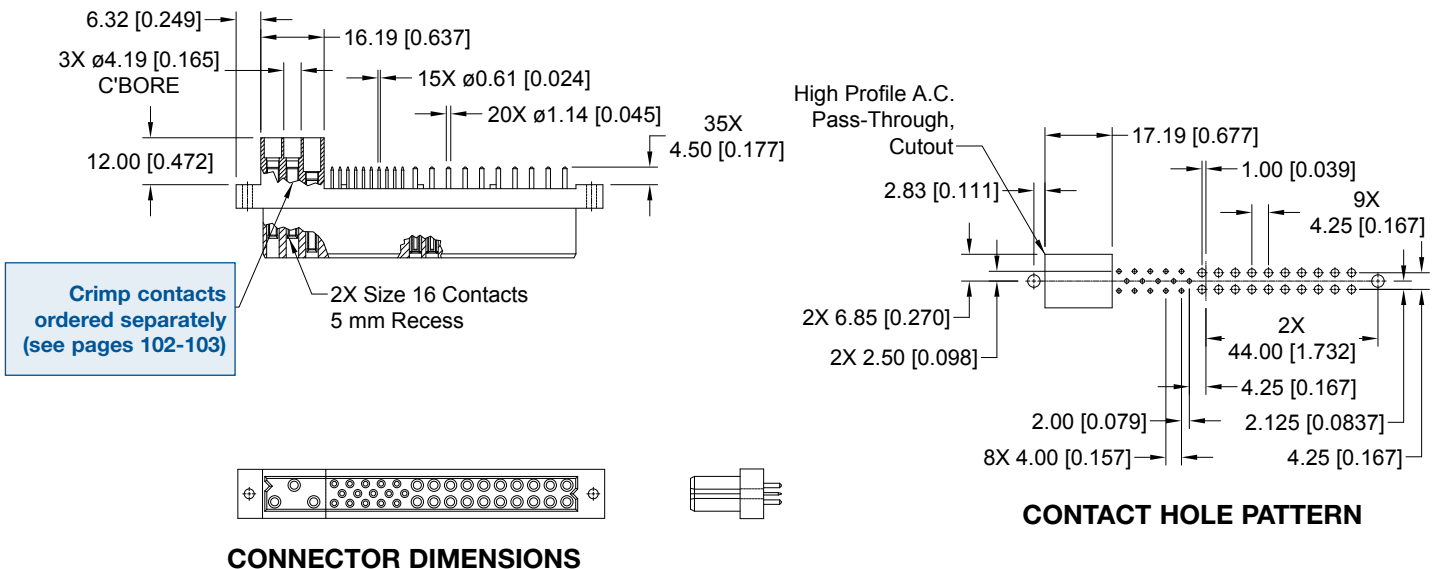 6.32 [0.249]
16.19 [0.637]
3X ø4.19 [0.165]
C'BORE
15X ø0.61 [0.024]
20X ø1.14 [0.045]
35X
4.50 [0.177]
12.00 [0.472]
Crimp contacts
ordered separately
(see pages 102-103)
2X Size 16 Contacts
5 mm Recess
CONNECTOR DIMENSIONS
High Profile A.C.
Pass-Through,
Cutout
17.19 [0.677]
2.83 [0.111]
1.00 [0.039]
9X
4.25 [0.167]
2X 6.85 [0.270]
2X 2.50 [0.098]
2X
44.00 [1.732]
4.25 [0.167]
2.00 [0.079]
2.125 [0.0837]
8X 4.00 [0.157]
4.25 [0.167]
CONTACT HOLE PATTERN